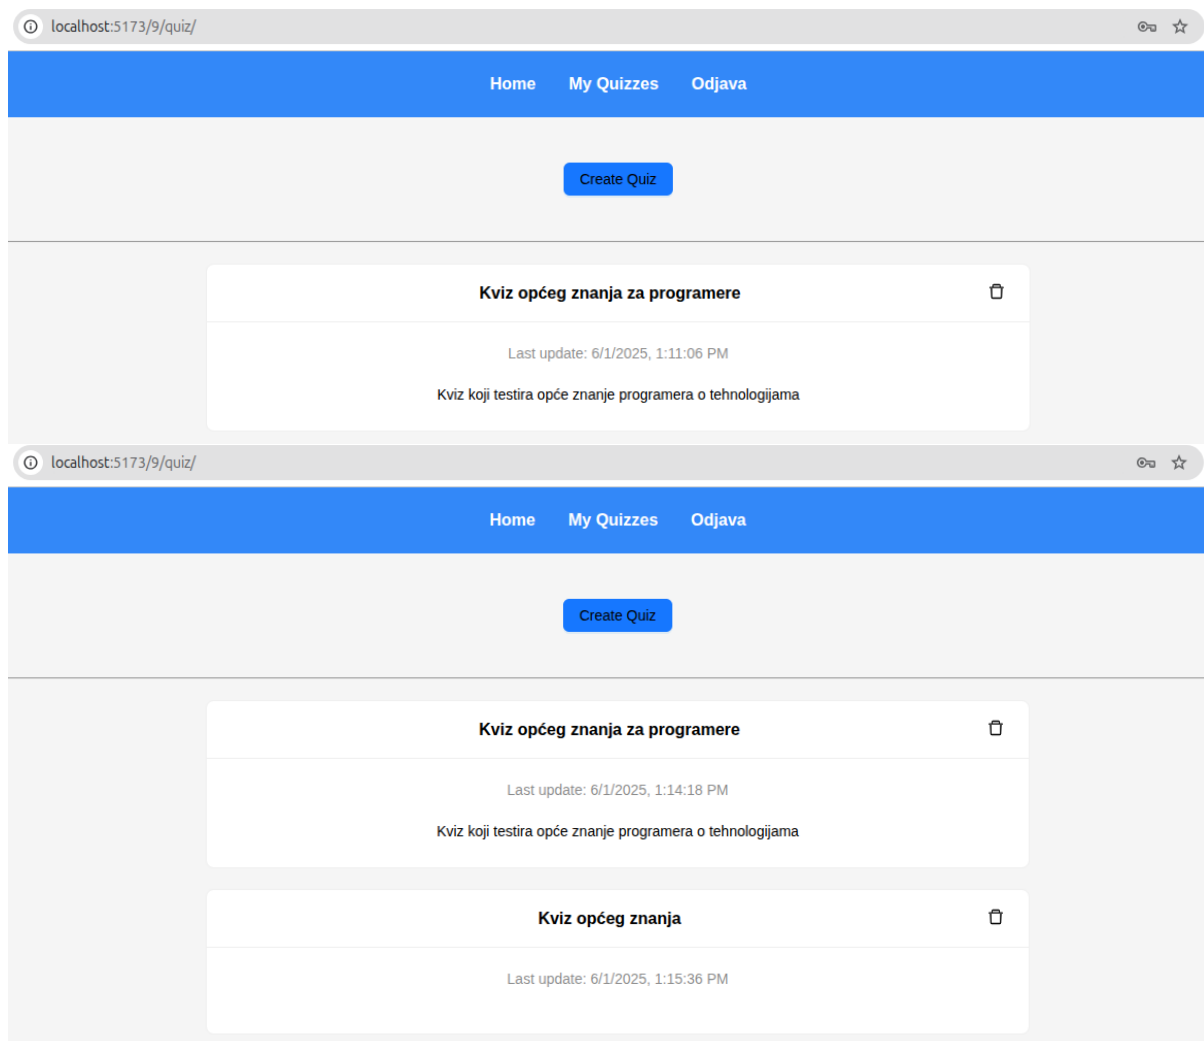 localhost:5173/9/quiz/
Home My Quizzes Odjava
Create Quiz
Kviz općeg znanja za programere
Last update: 6/1/2025, 1:11:06 PM
Kviz koji testira opće znanje programera o tehnologijama
localhost:5173/9/quiz/
Home My Quizzes Odjava
Create Quiz
Kviz općeg znanja za programere
Last update: 6/1/2025, 1:14:18 PM
Kviz koji testira opće znanje programera o tehnologijama
Kviz općeg znanja
Last update: 6/1/2025, 1:15:36 PM